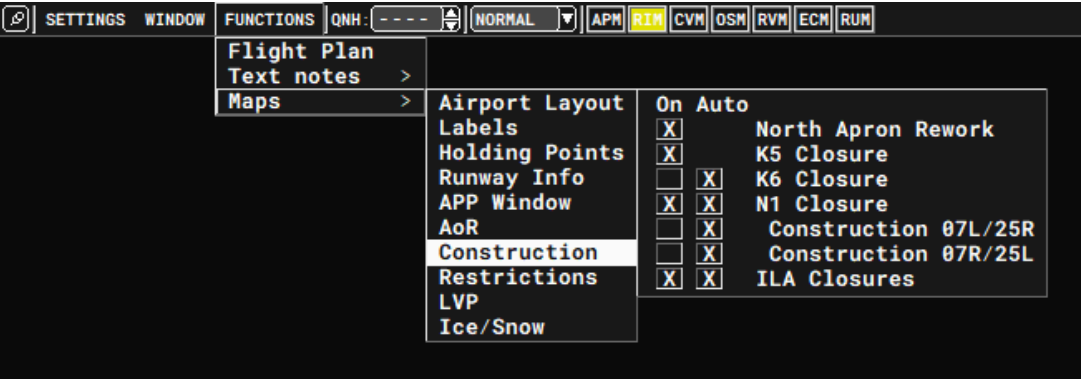 SETTINGS WINDOW FUNCTIONS QNH: ---- NORMAL APM RIM CVM OSM RVM ECM RUM
Flight Plan
Text notes >
Maps >
Airport Layout
Labels
Holding Points
Runway Info
APP Window
AoR
Construction
Restrictions
LVP
Ice/Snow
On Auto
X North Apron Rework
X K5 Closure
X K6 Closure
X X N1 Closure
X Construction 07L/25R
X Construction 07R/25L
X X ILA Closures